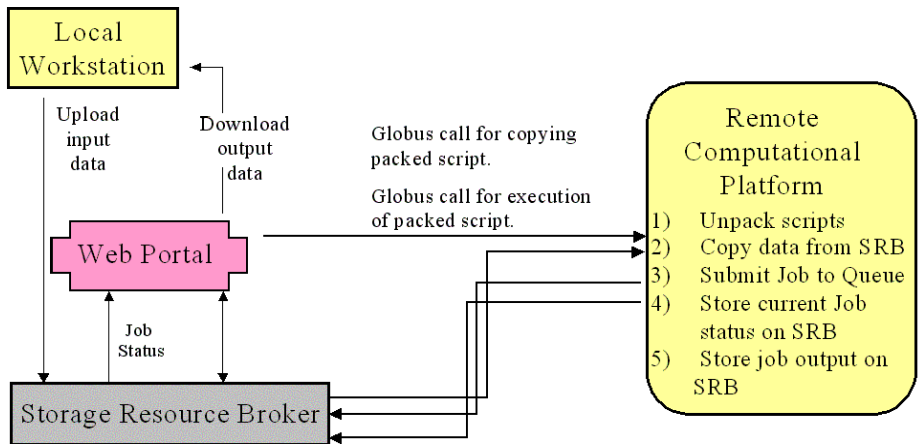 Local
Workstation
Upload
input
data
Download
output
data
Globus call for copying
packed script.
Globus call for execution
of packed script.
Web Portal
Job
Status
Storage Resource Broker
Remote
Computational
Platform
1) Unpack scripts
2) Copy data from SRB
3) Submit Job to Queue
4) Store current Job
status on SRB
5) Store job output on
SRB